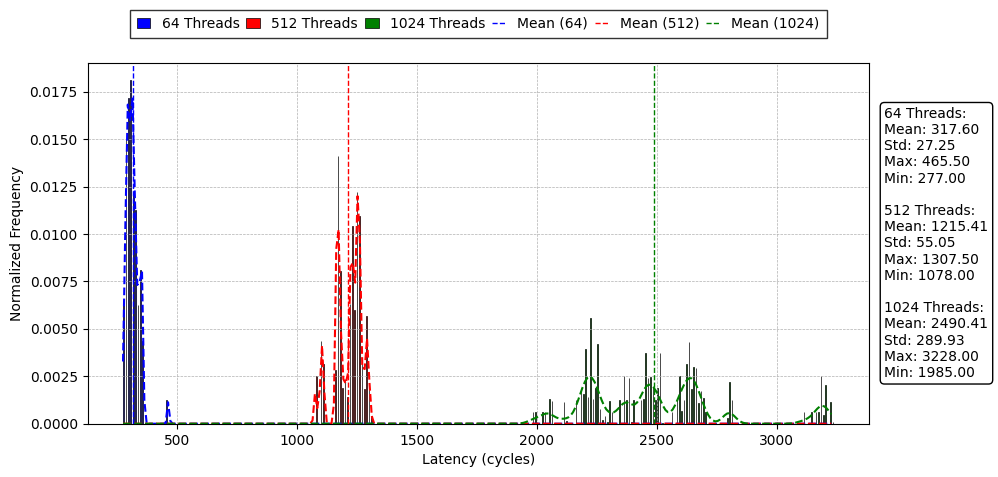 64 Threads 512 Threads 1024 Threads Mean (64) Mean (512) Mean (1024)
0.0175
0.0150
0.0125
0.0100
0.0075
0.0050
0.0025
0.0000
Normalized Frequency
500 1000 1500 2000 2500 3000
Latency (cycles)
64 Threads:
Mean: 317.60
Std: 27.25
Max: 465.50
Min: 277.00
512 Threads:
Mean: 1215.41
Std: 55.05
Max: 1307.50
Min: 1078.00
1024 Threads:
Mean: 2490.41
Std: 289.93
Max: 3228.00
Min: 1985.00